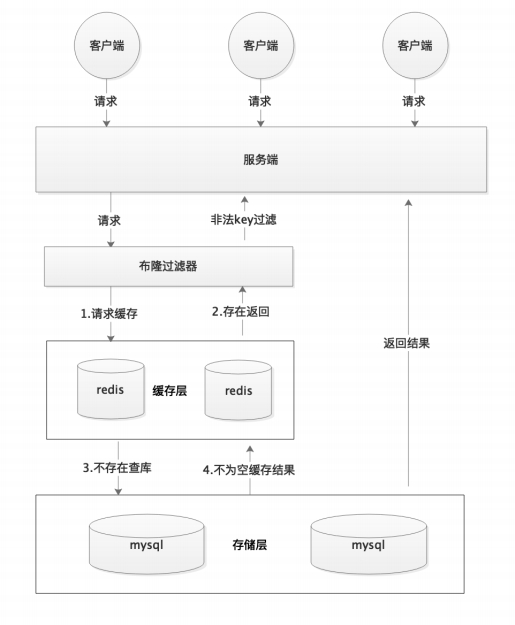 客户端
客户端
客户端
请求
请求
请求
服务端
请求
非法key过滤
布隆过滤器
1.请求缓存
2.存在返回
返回结果
redis
缓存层
redis
3.不存在查库
4.不为空缓存结果
mysql
存储层
mysql